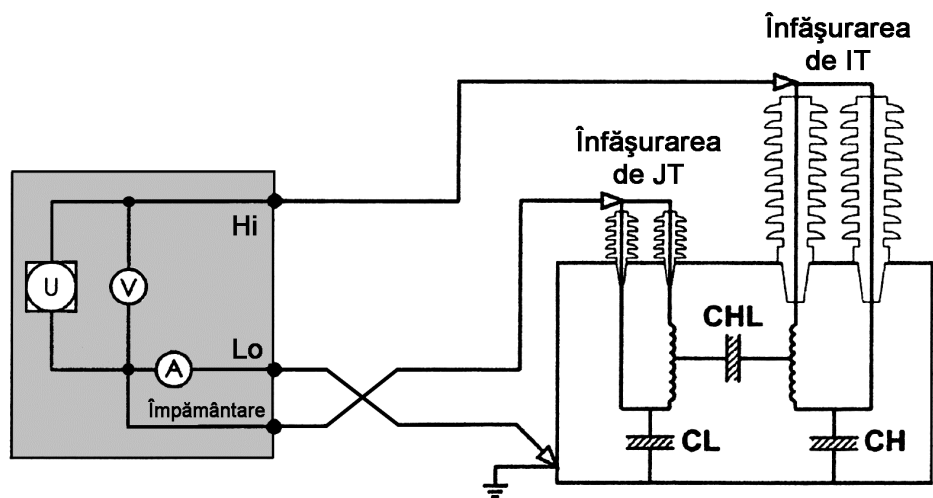 Înfăşurarea
de IT
Înfăşurarea
de JT
Hi
U
V
CHL
Lo
A
Împământare
CL
CH